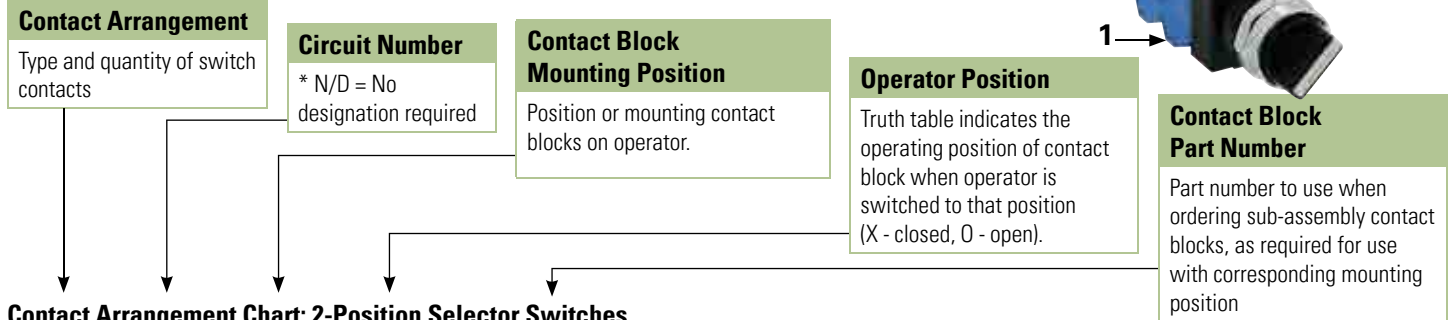 Contact Arrangement
Type and quantity of switch
contacts
Circuit Number
* N/D = No
designation required
Contact Block
Mounting Position
Position or mounting contact
blocks on operator.
Operator Position
Truth table indicates the
operating position of contact
block when operator is
switched to that position
(X - closed, O - open).
1
Contact Block
Part Number
Part number to use when
ordering sub-assembly contact
blocks, as required for use
with corresponding mounting
position
Contact Arrangement Chart: 2-Position Selector Switches